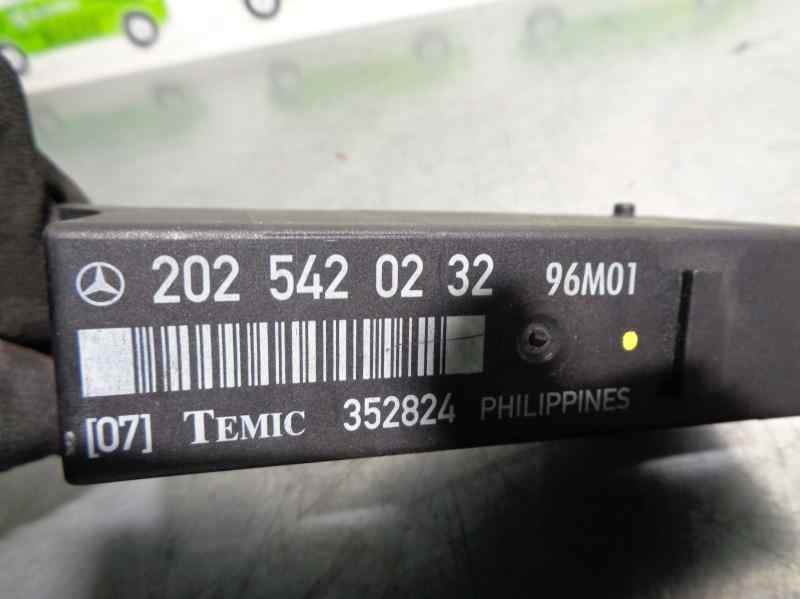 202 542 02 32 96M01
[07] TEMIC 352824 PHILIPPINES